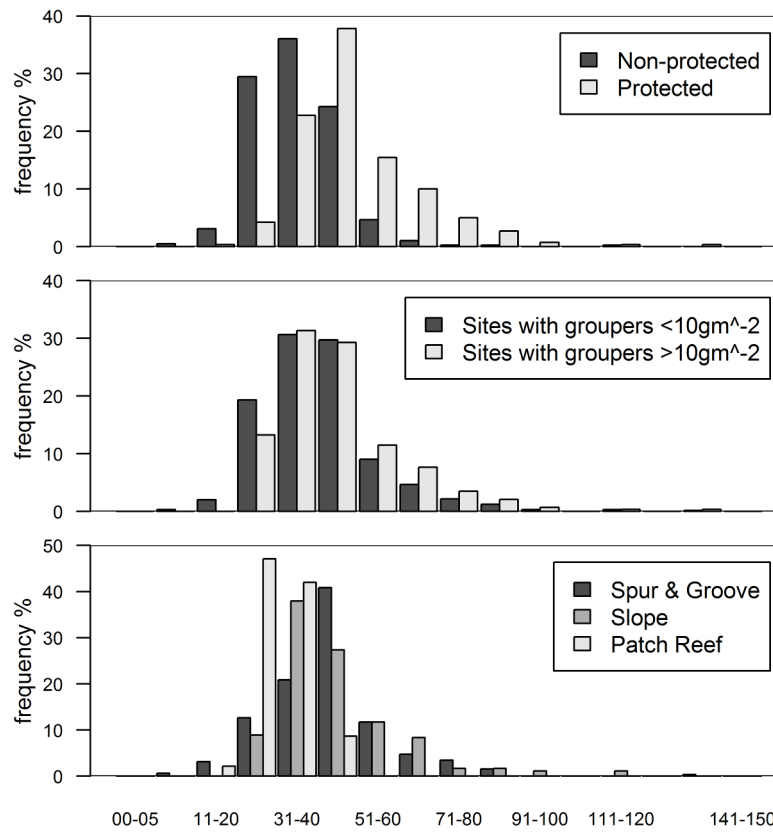 frequency %
40
30
20
10
0
Non-protected
Protected
frequency %
40
30
20
10
0
Sites with groupers <10gm^-2
Sites with groupers >10gm^-2
frequency %
50
40
30
20
10
0
Spur & Groove
Slope
Patch Reef
00-05 11-20 31-40 51-60 71-80 91-100 111-120 141-150